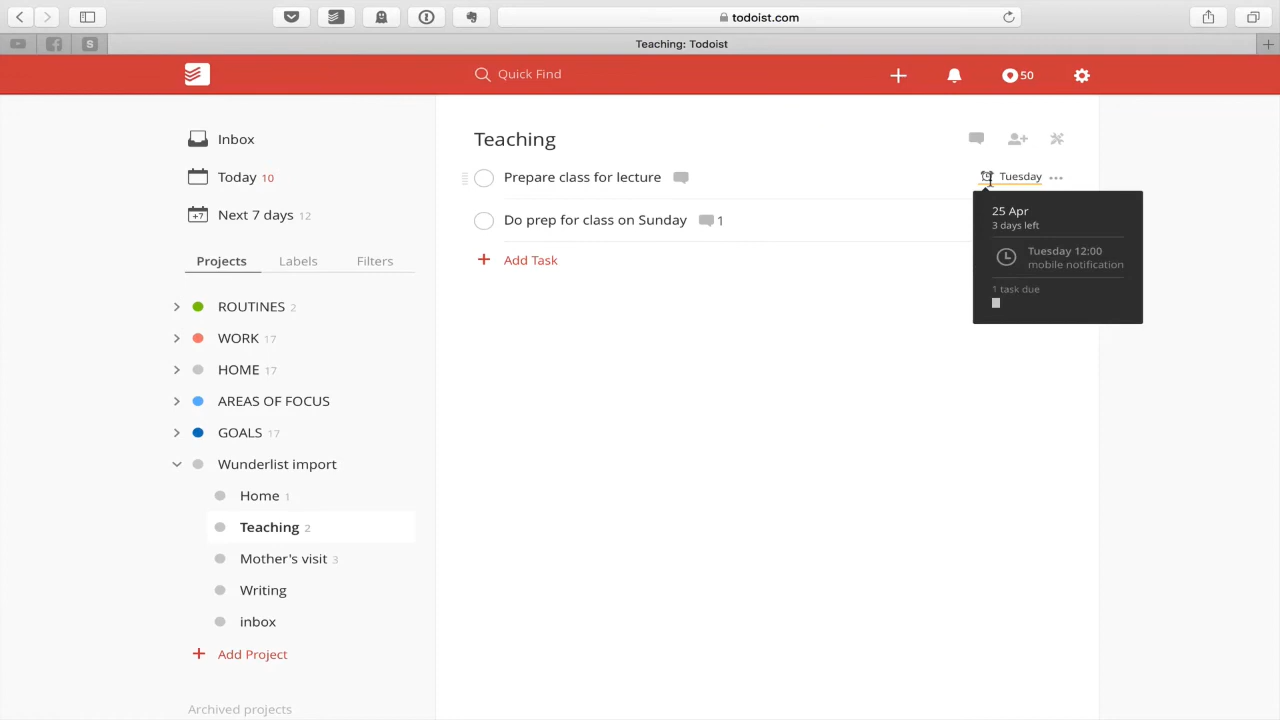 todoist.com
S
Teaching: Todoist
Quick Find
50
Inbox
Today 10
+7 Next 7 days 12
Projects Labels Filters
ROUTINES 2
WORK 17
HOME 17
AREAS OF FOCUS
GOALS 17
Wunderlist import
Home 1
Teaching 2
Mother's visit 3
Writing
inbox
+ Add Project
Archived projects
Teaching
Prepare class for lecture
Tuesday
Do prep for class on Sunday 1
+ Add Task
25 Apr
3 days left
Tuesday 12:00
mobile notification
1 task due